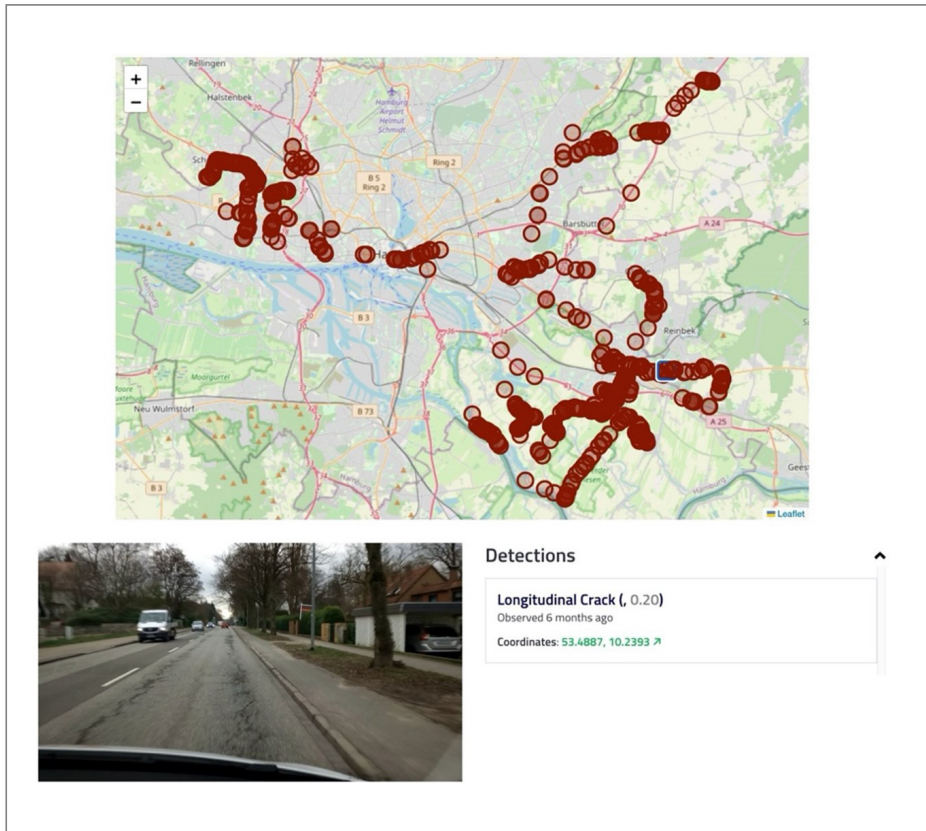 Rellingen
Halstenbek
Hamburg
Airport
Helmut
Schmidt
Ring 2
B 5
Ring 2
Barsbüttel
A 24
B 3
Reinbek
Moorgürtel
Neu Wulmstorf
B 73
A 25
B 3
Hamburg
Leaflet
Detections
Longitudinal Crack (, 0.20)
Observed 6 months ago
Coordinates: 53.4887, 10.2393 ↗